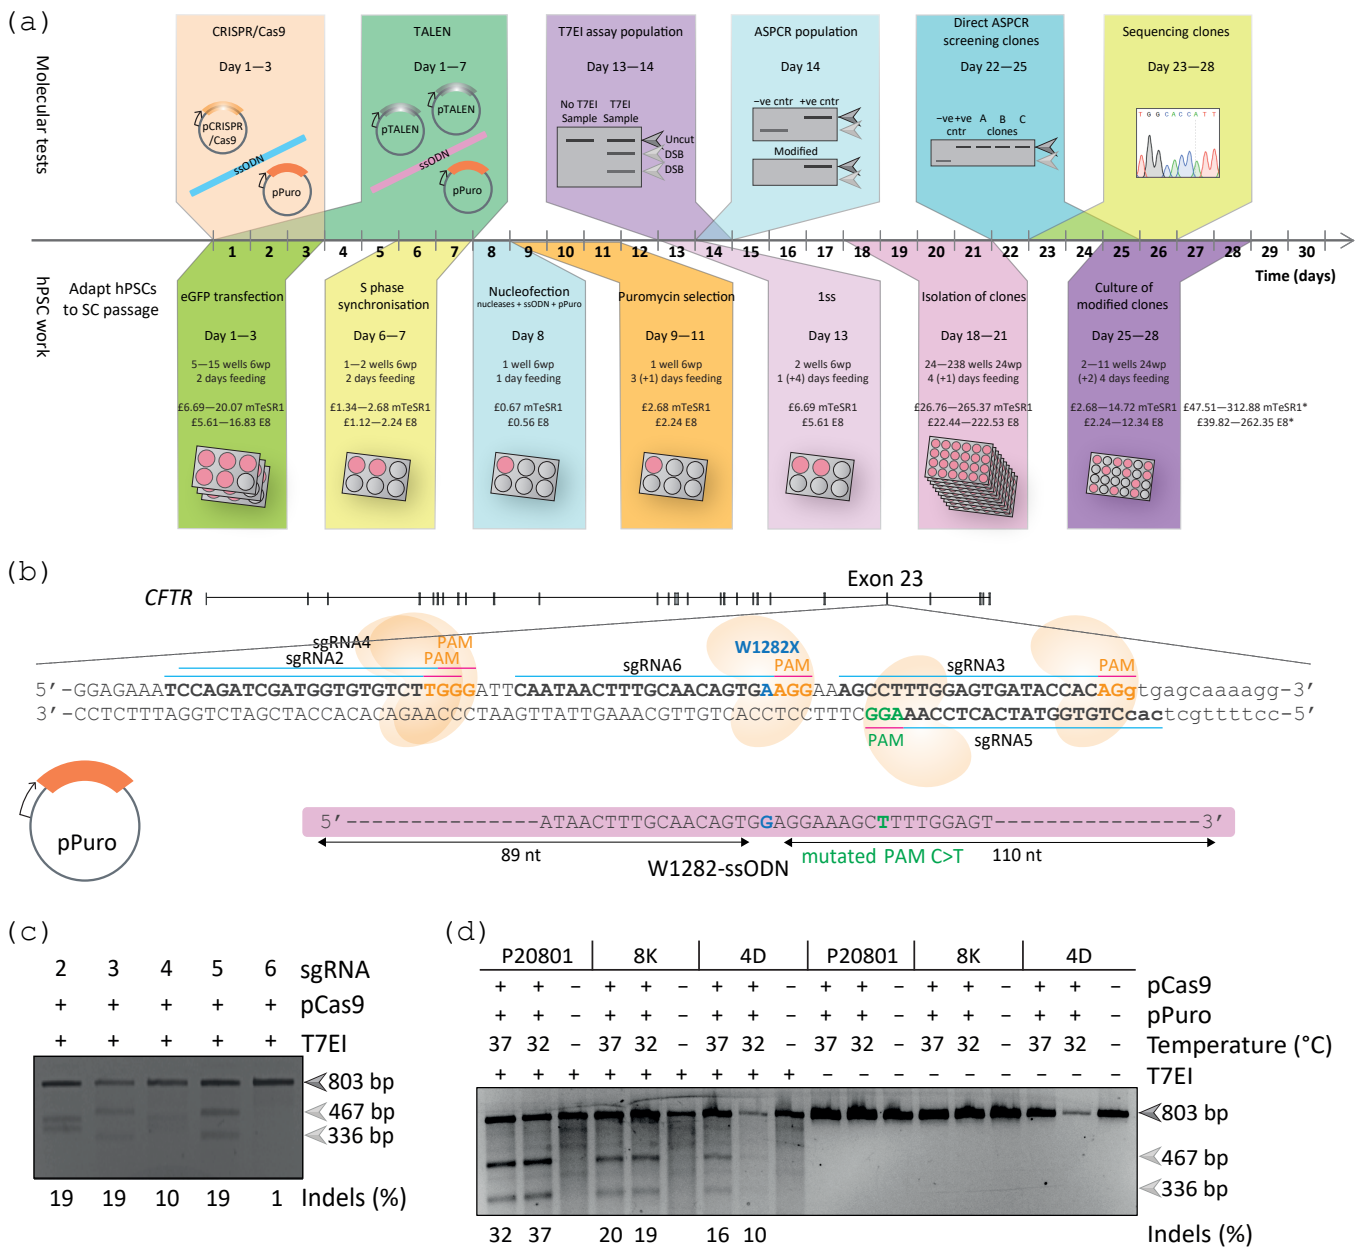 (a)
Molecular tests
CRISPR/Cas9
Day 1—3
pCRISPR
/Cas9
ssODN
pPuro
TALEN
Day 1—7
pTALEN
pTALEN
ssODN
pPuro
T7EI assay population
Day 13—14
No T7EI T7EI
Sample Sample
Uncut
DSB
DSB
ASPCR population
Day 14
−ve cntr +ve cntr
Modified
Direct ASPCR
screening clones
Day 22—25
−ve +ve A B C
cntr clones
Sequencing clones
Day 23—28
T G G C A C C A T T
1 2 3 4 5 6 7 8 9 10 11 12 13 14 15 16 17 18 19 20 21 22 23 24 25 26 27 28 29 30
Time (days)
hPSC work
Adapt hPSCs
to SC passage
eGFP transfection
Day 1—3
5—15 wells 6wp
2 days feeding
£6.69—20.07 mTeSR1
£5.61—16.83 E8
S phase
synchronisation
Day 6—7
1—2 wells 6wp
2 days feeding
£1.34—2.68 mTeSR1
£1.12—2.24 E8
Nucleofection
nucleases + ssODN + pPuro
Day 8
1 well 6wp
1 day feeding
£0.67 mTeSR1
£0.56 E8
Puromycin selection
Day 9—11
1 well 6wp
3 (+1) days feeding
£2.68 mTeSR1
£2.24 E8
1ss
Day 13
2 wells 6wp
1 (+4) days feeding
£6.69 mTeSR1
£5.61 E8
Isolation of clones
Day 18—21
24—238 wells 24wp
4 (+1) days feeding
£26.76—265.37 mTeSR1
£22.44—222.53 E8
Culture of
modified clones
Day 25—28
2—11 wells 24wp
(+2) 4 days feeding
£2.68—14.72 mTeSR1
£2.24—12.34 E8
£47.51—312.88 mTeSR1*
£39.82—262.35 E8*
(b)
CFTR
Exon 23
sgRNA4 PAM
sgRNA2 PAM
sgRNA6
W1282X
PAM
sgRNA3
PAM
5′-GGAGAAATCCAGATCGATGGTGTGTCTTGGGATTCAATAACTTTGCAACAGTGAAGGAAAGCCTTTGGAGTGATACCACAGgtgagcaaaagg-3′
3′-CCTCTTTAGGTCTAGCTACCACACAGAACCCTAAGTTATTGAAACGTTGTCACCTCCTTTCGGAAACCTCACTATGGTGTCcactcgttttcc-5′
PAM
sgRNA5
pPuro
5′---------------ATAACTTTGCAACAGTGGAGGAAAGCTTTTGGAGT---------------3′
89 nt
W1282-ssODN
mutated PAM C>T
110 nt
(c)
2 3 4 5 6 sgRNA
+ + + + + pCas9
+ + + + + T7EI
803 bp
467 bp
336 bp
19 19 10 19 1 Indels (%)
(d)
P20801 8K 4D P20801 8K 4D
+ + − + + − + + − + + − + + − + + − pCas9
+ + − + + − + + − + + − + + − + + − pPuro
37 32 − 37 32 − 37 32 − 37 32 − 37 32 − 37 32 − Temperature (°C)
+ + + + + + + + + − − − − − − − − − T7EI
803 bp
467 bp
336 bp
32 37 20 19 16 10 Indels (%)